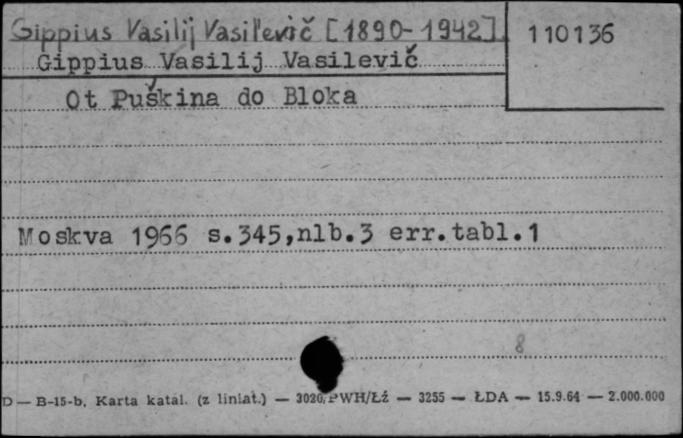 Gippius Vasilij Vasil'evič [1890-1942]
110136
Gippius Vasilij Vasilevič
Ot Puškina do Bloka
Moskva 1966 s.345,nlb.3 err.tabl.1
8
D — B-15-b. Karta katal. (z liniat.) — 3020/PWH/Łź — 3255 — ŁDA — 15.9.64 — 2.000.000